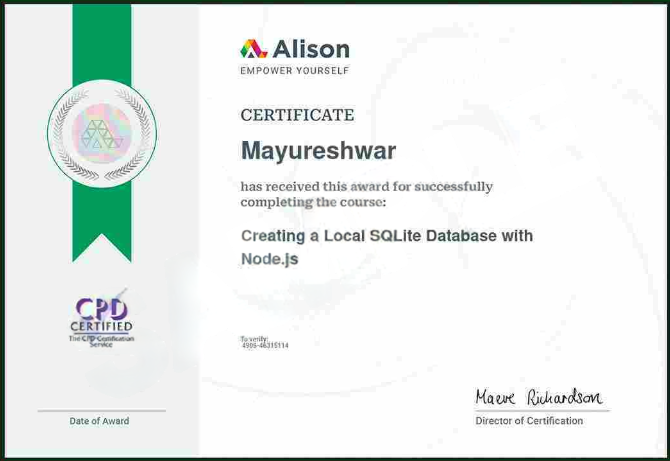 Alison
EMPOWER YOURSELF
CERTIFICATE
Mayureshwar
has received this award for successfully
completing the course:
Creating a Local SQLite Database with
Node.js
CPD
CERTIFIED
The CPD Certification
Service
To verify:
4995-46315114
Maeve Richardson
Date of Award
Director of Certification